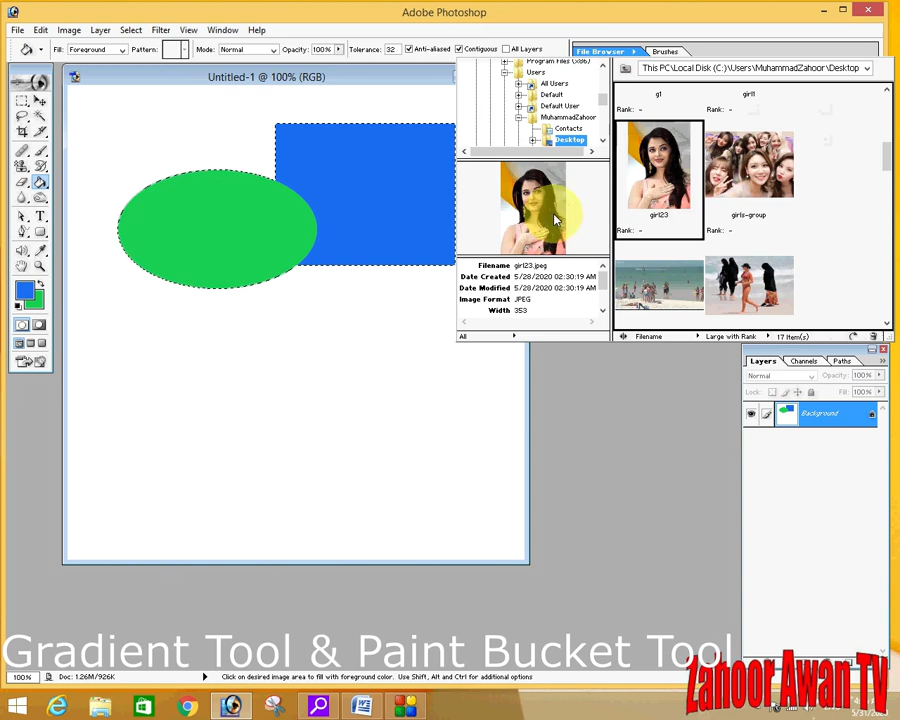 Adobe Photoshop
File Edit Image Layer Select Filter View Window Help
Fill: Foreground Pattern: Mode: Normal Opacity: 100% Tolerance: 32 Anti-aliased Contiguous All Layers
File Browser Brushes
Untitled-1 @ 100% (RGB)
Program Files (x86)
Users
All Users
Default
Default User
MuhammadZahoor
Contacts
Desktop
This PC\Local Disk (C:)\Users\MuhammadZahoor\Desktop
g1 girl1
Rank: - Rank: -
girl23 girls-group
Rank: - Rank: -
Filename girl23.jpeg
Date Created 5/28/2020 02:30:19 AM
Date Modified 5/28/2020 02:30:19 AM
Image Format JPEG
Width 353
All
Filename Large with Rank 17 Item(s)
Layers Channels Paths
Normal Opacity: 100%
Lock: Fill: 100%
Background
Gradient Tool & Paint Bucket Tool
Zahoor Awan TV
100% Doc: 1.26M/926K Click on desired image area to fill with foreground color. Use Shift, Alt and Ctrl for additional options